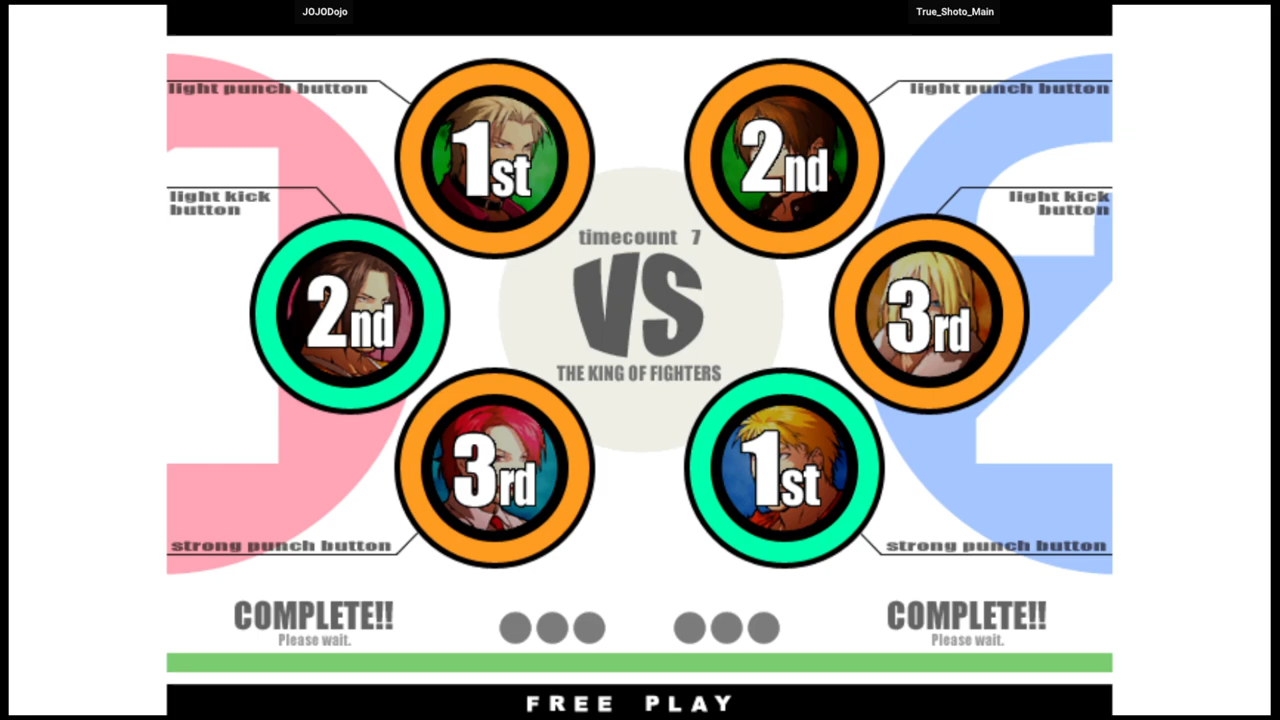 JOJODojo
True_Shoto_Main
light punch button
light punch button
1st
2nd
light kick
button
light kick
button
timecount 7
VS
THE KING OF FIGHTERS
2nd
3rd
3rd
1st
strong punch button
strong punch button
COMPLETE!!
Please wait.
COMPLETE!!
Please wait.
FREE PLAY
1
2